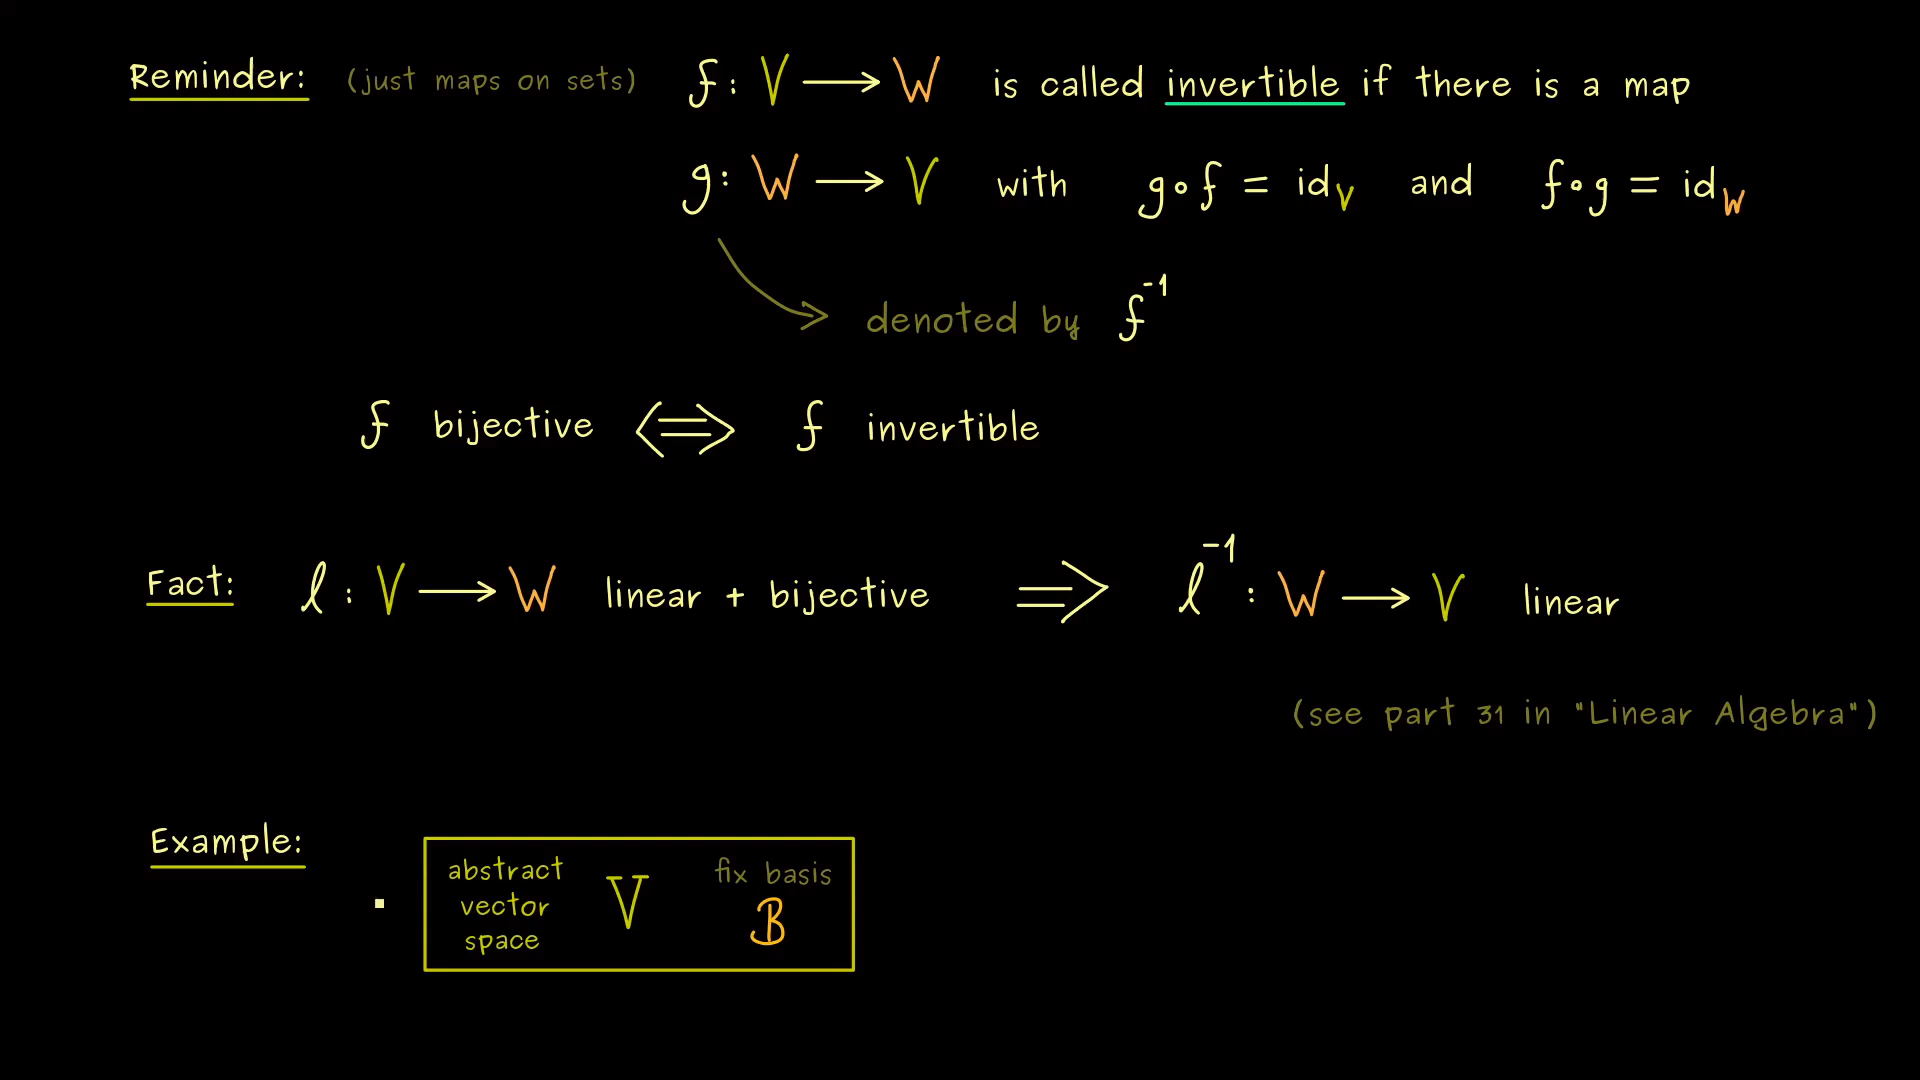 Reminder: (just maps on sets) f: V ⟶ W is called invertible if there is a map
g: W ⟶ V with g∘f = id_V and f∘g = id_W
denoted by f⁻¹
f bijective ⟺ f invertible
Fact: ℓ: V ⟶ W linear + bijective ⟹ ℓ⁻¹: W ⟶ V linear
(see part 31 in "Linear Algebra")
Example:
▪ abstract vector space V fix basis B